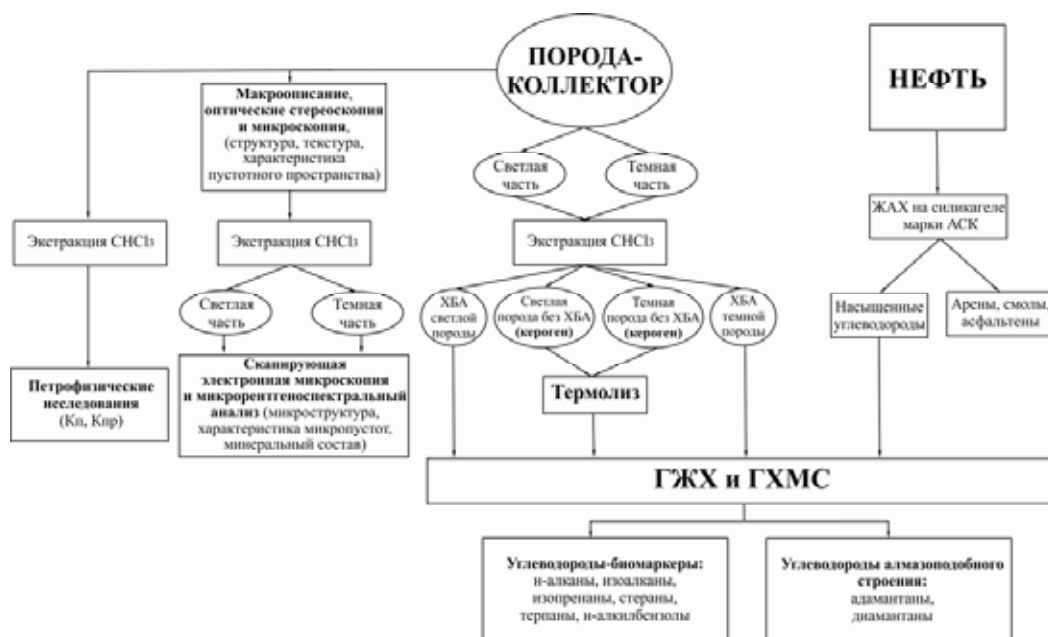 ПОРОДА-
КОЛЛЕКТОР
НЕФТЬ
Макроописание,
оптические стереоскопия
и микроскопия,
(структура, текстура,
характеристика
пустотного пространства)
Светлая
часть
Темная
часть
ЖАХ на силикагеле
марки АСК
Экстракция CHCl₃
Экстракция CHCl₃
Экстракция CHCl₃
Светлая
часть
Темная
часть
ХБА
светлой
породы
Светлая
порода без ХБА
(кероген)
Темная
порода без ХБА
(кероген)
ХБА
темной
породы
Насыщенные
углеводороды
Арены, смолы,
асфальтены
Петрофизические
исследования
(Кп, Кпр)
Сканирующая
электронная микроскопия
и микрорентгеноспектральный
анализ (микроструктура,
характеристика микропустот,
минеральный состав)
Термолиз
ГЖХ и ГХМС
Углеводороды-биомаркеры:
н-алканы, изоалканы,
изопренаны, стераны,
терпаны, н-алкилбензолы
Углеводороды алмазоподобного
строения:
адамантаны,
диамантаны